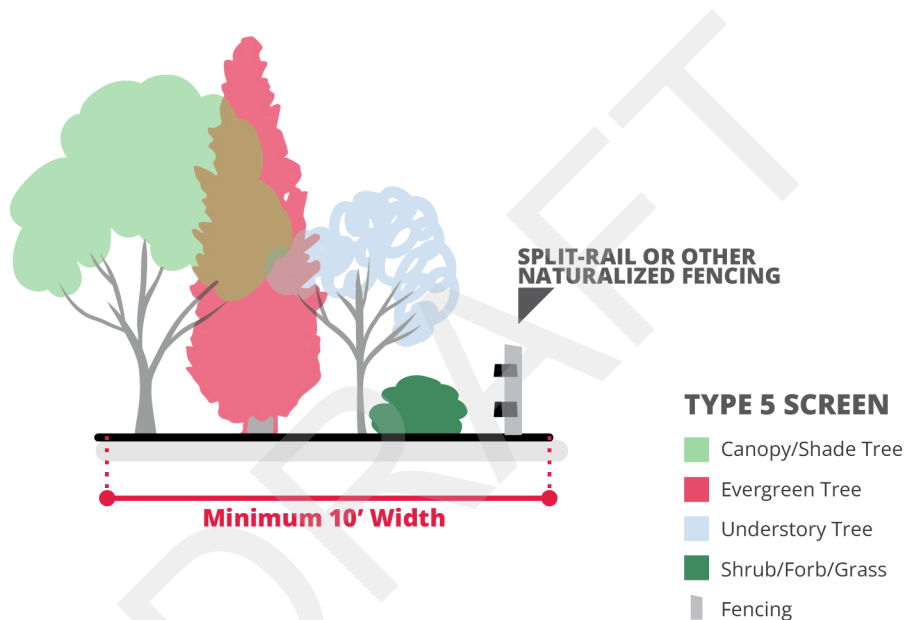 SPLIT-RAIL OR OTHER
NATURALIZED FENCING
Minimum 10’ Width
TYPE 5 SCREEN
Canopy/Shade Tree
Evergreen Tree
Understory Tree
Shrub/Forb/Grass
Fencing
DRAFT